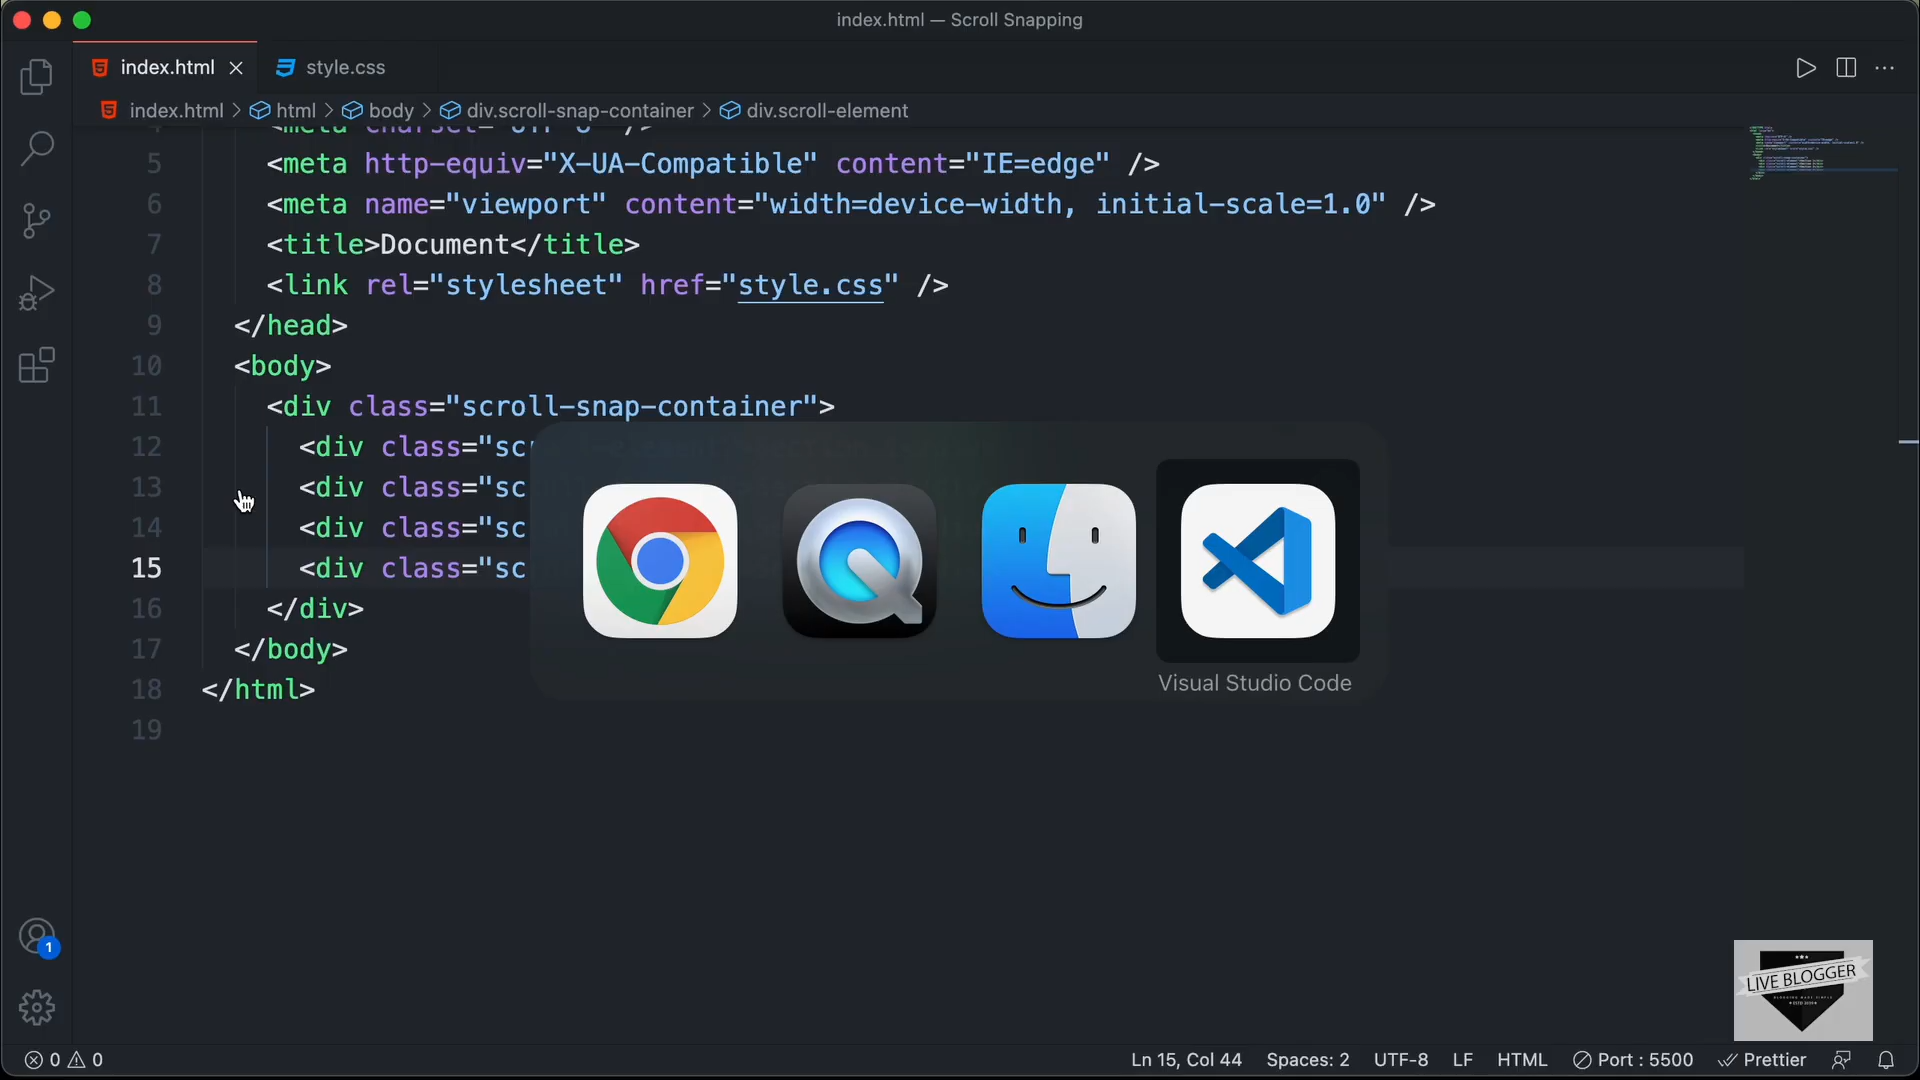 index.html — Scroll Snapping
index.html
style.css
index.html > html > body > div.scroll-snap-container > div.scroll-element
5 <meta http-equiv="X-UA-Compatible" content="IE=edge" />
6 <meta name="viewport" content="width=device-width, initial-scale=1.0" />
7 <title>Document</title>
8 <link rel="stylesheet" href="style.css" />
9 </head>
10 <body>
11 <div class="scroll-snap-container">
12 <div class="sc
13 <div class="sc
14 <div class="sc
15 <div class="sc
16 </div>
17 </body>
18 </html>
19
Visual Studio Code
1
LIVE BLOGGER
0 0
Ln 15, Col 44 Spaces: 2 UTF-8 LF HTML Port : 5500 Prettier